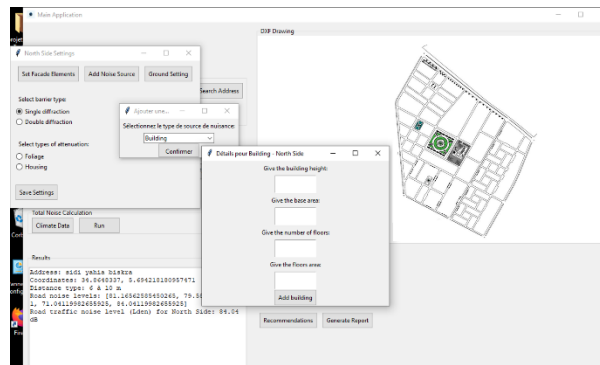 Main Application
DXF Drawing
North Side Settings
Set Facade Elements
Add Noise Source
Ground Setting
Search Address
Select barrier type:
Single diffraction
Double diffraction
Select types of attenuation:
Foliage
Housing
Save Settings
Ajouter une...
Sélectionnez le type de source de nuisance:
Building
Confirmer
Détails pour Building - North Side
Give the building height:
Give the base area:
Give the number of floors:
Give the floors area:
Add building
Total Noise Calculation
Climate Data
Run
Results
Address: sidi yahia biskra
Coordinates: 34.8640337, 5.694210180957471
Distance type: 6 à 10 m
Road noise levels: [81.16562585450265, 79.5
1, 71.04119982655925, 84.04119982655925]
Road traffic noise level (Lden) for North Side: 84.04
dB
Recommendations
Generate Report